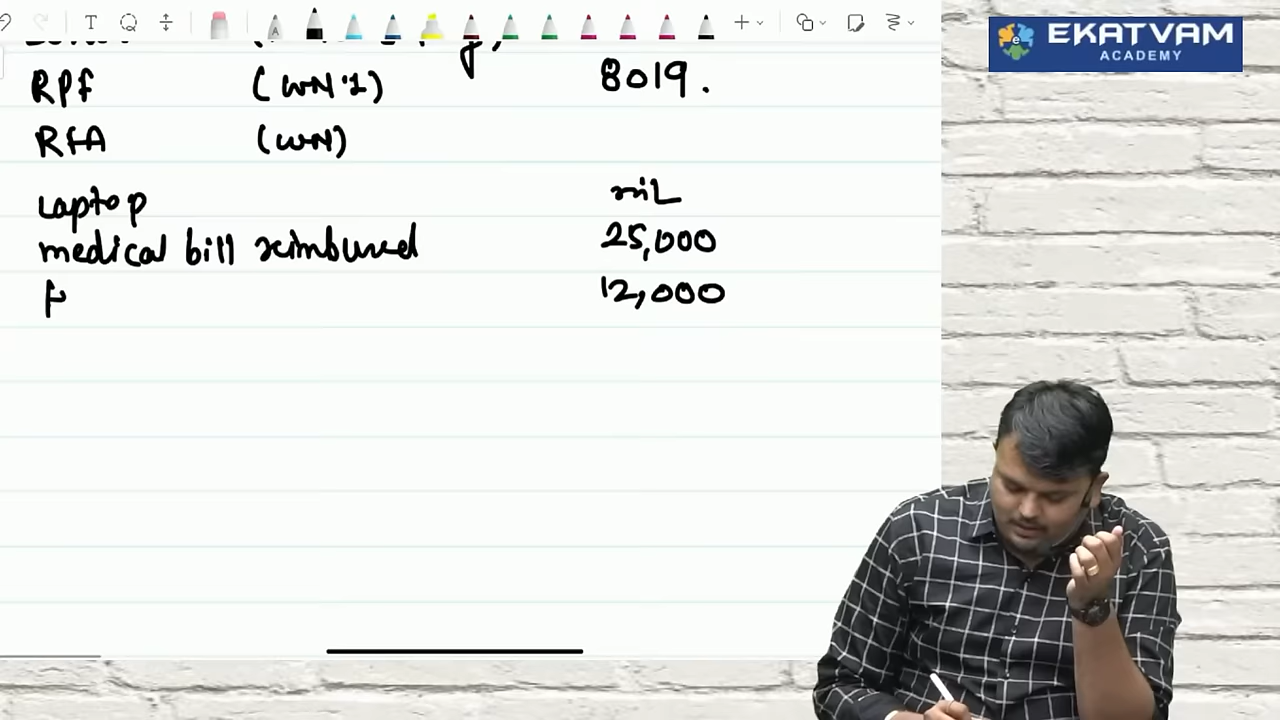 T A
EKATVAM
ACADEMY
RPf (WN'1) 8019.
RFA (WN)
Laptop niL
medical bill reimbursed 25,000
12,000